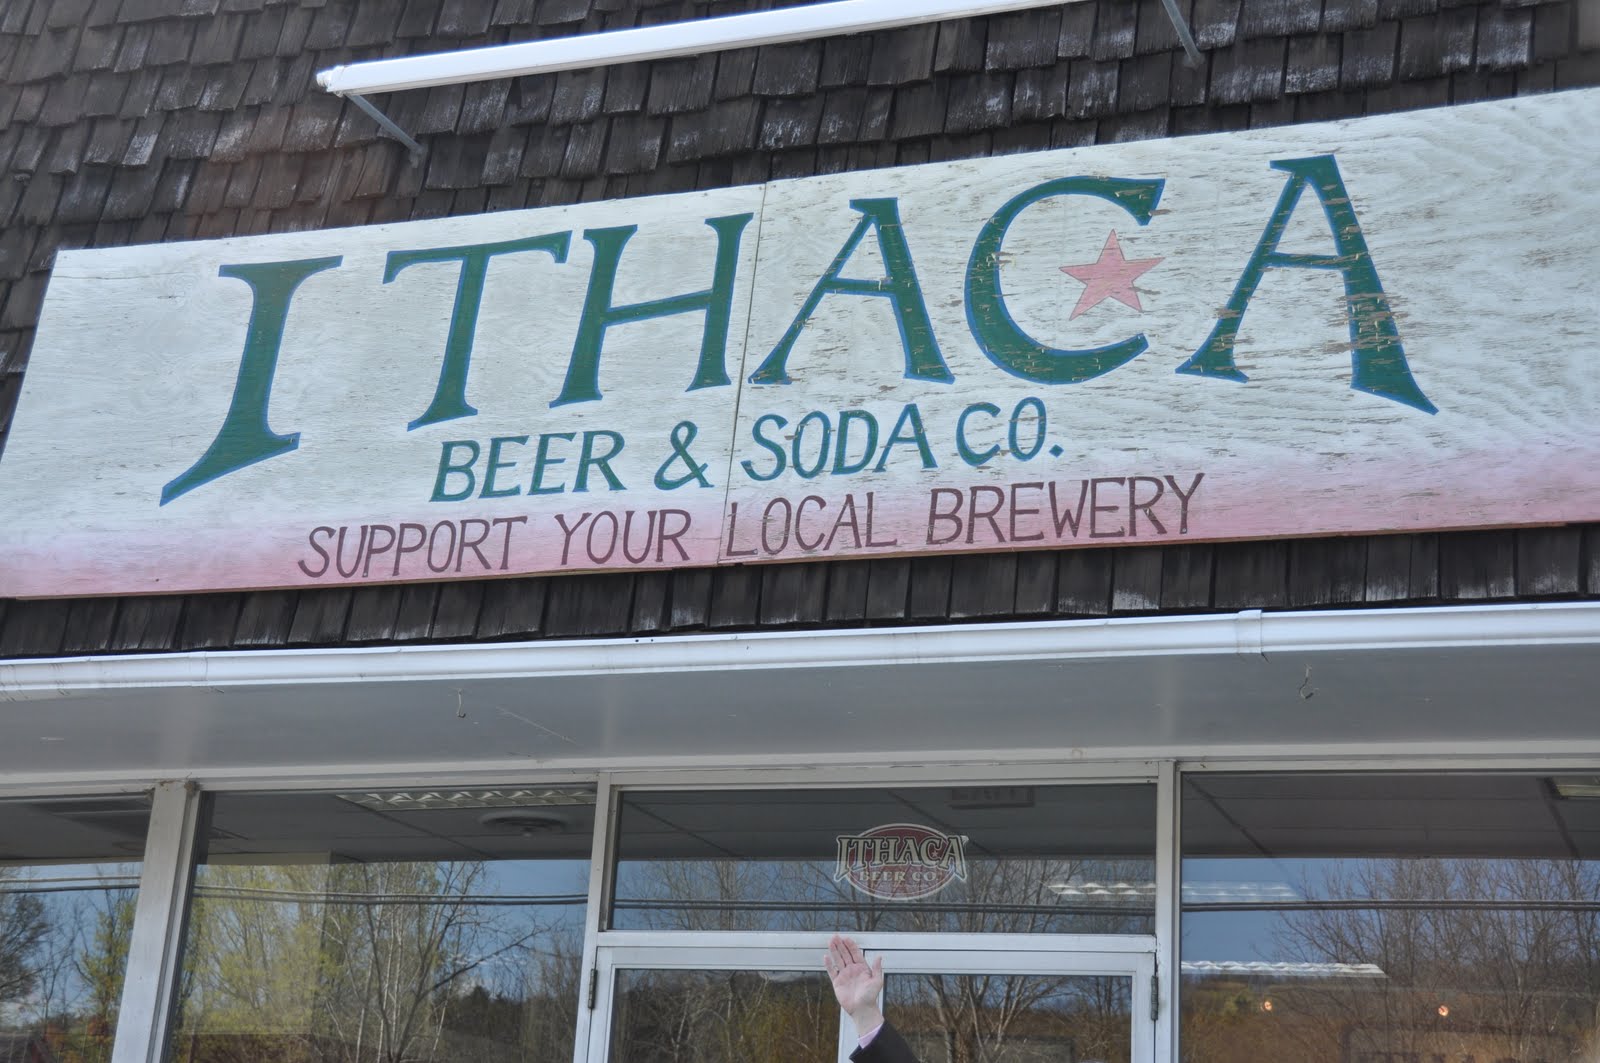 ITHACA
BEER & SODA CO.
SUPPORT YOUR LOCAL BREWERY
ITHACA
BEER CO.